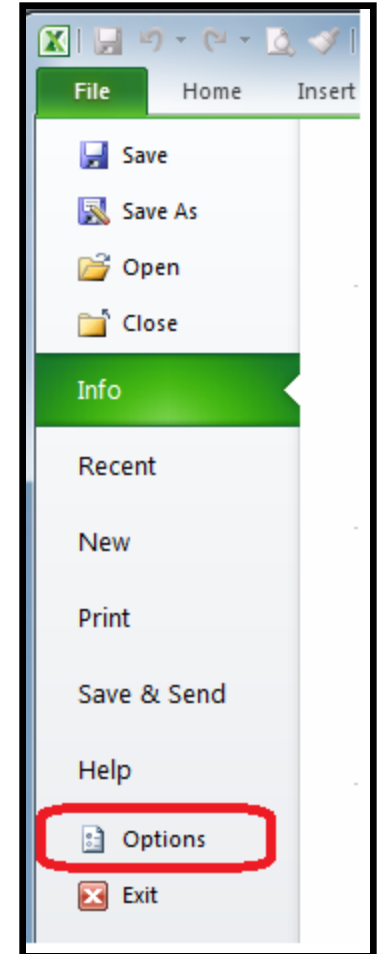 File Home Insert
Save
Save As
Open
Close
Info
Recent
New
Print
Save & Send
Help
Options
Exit